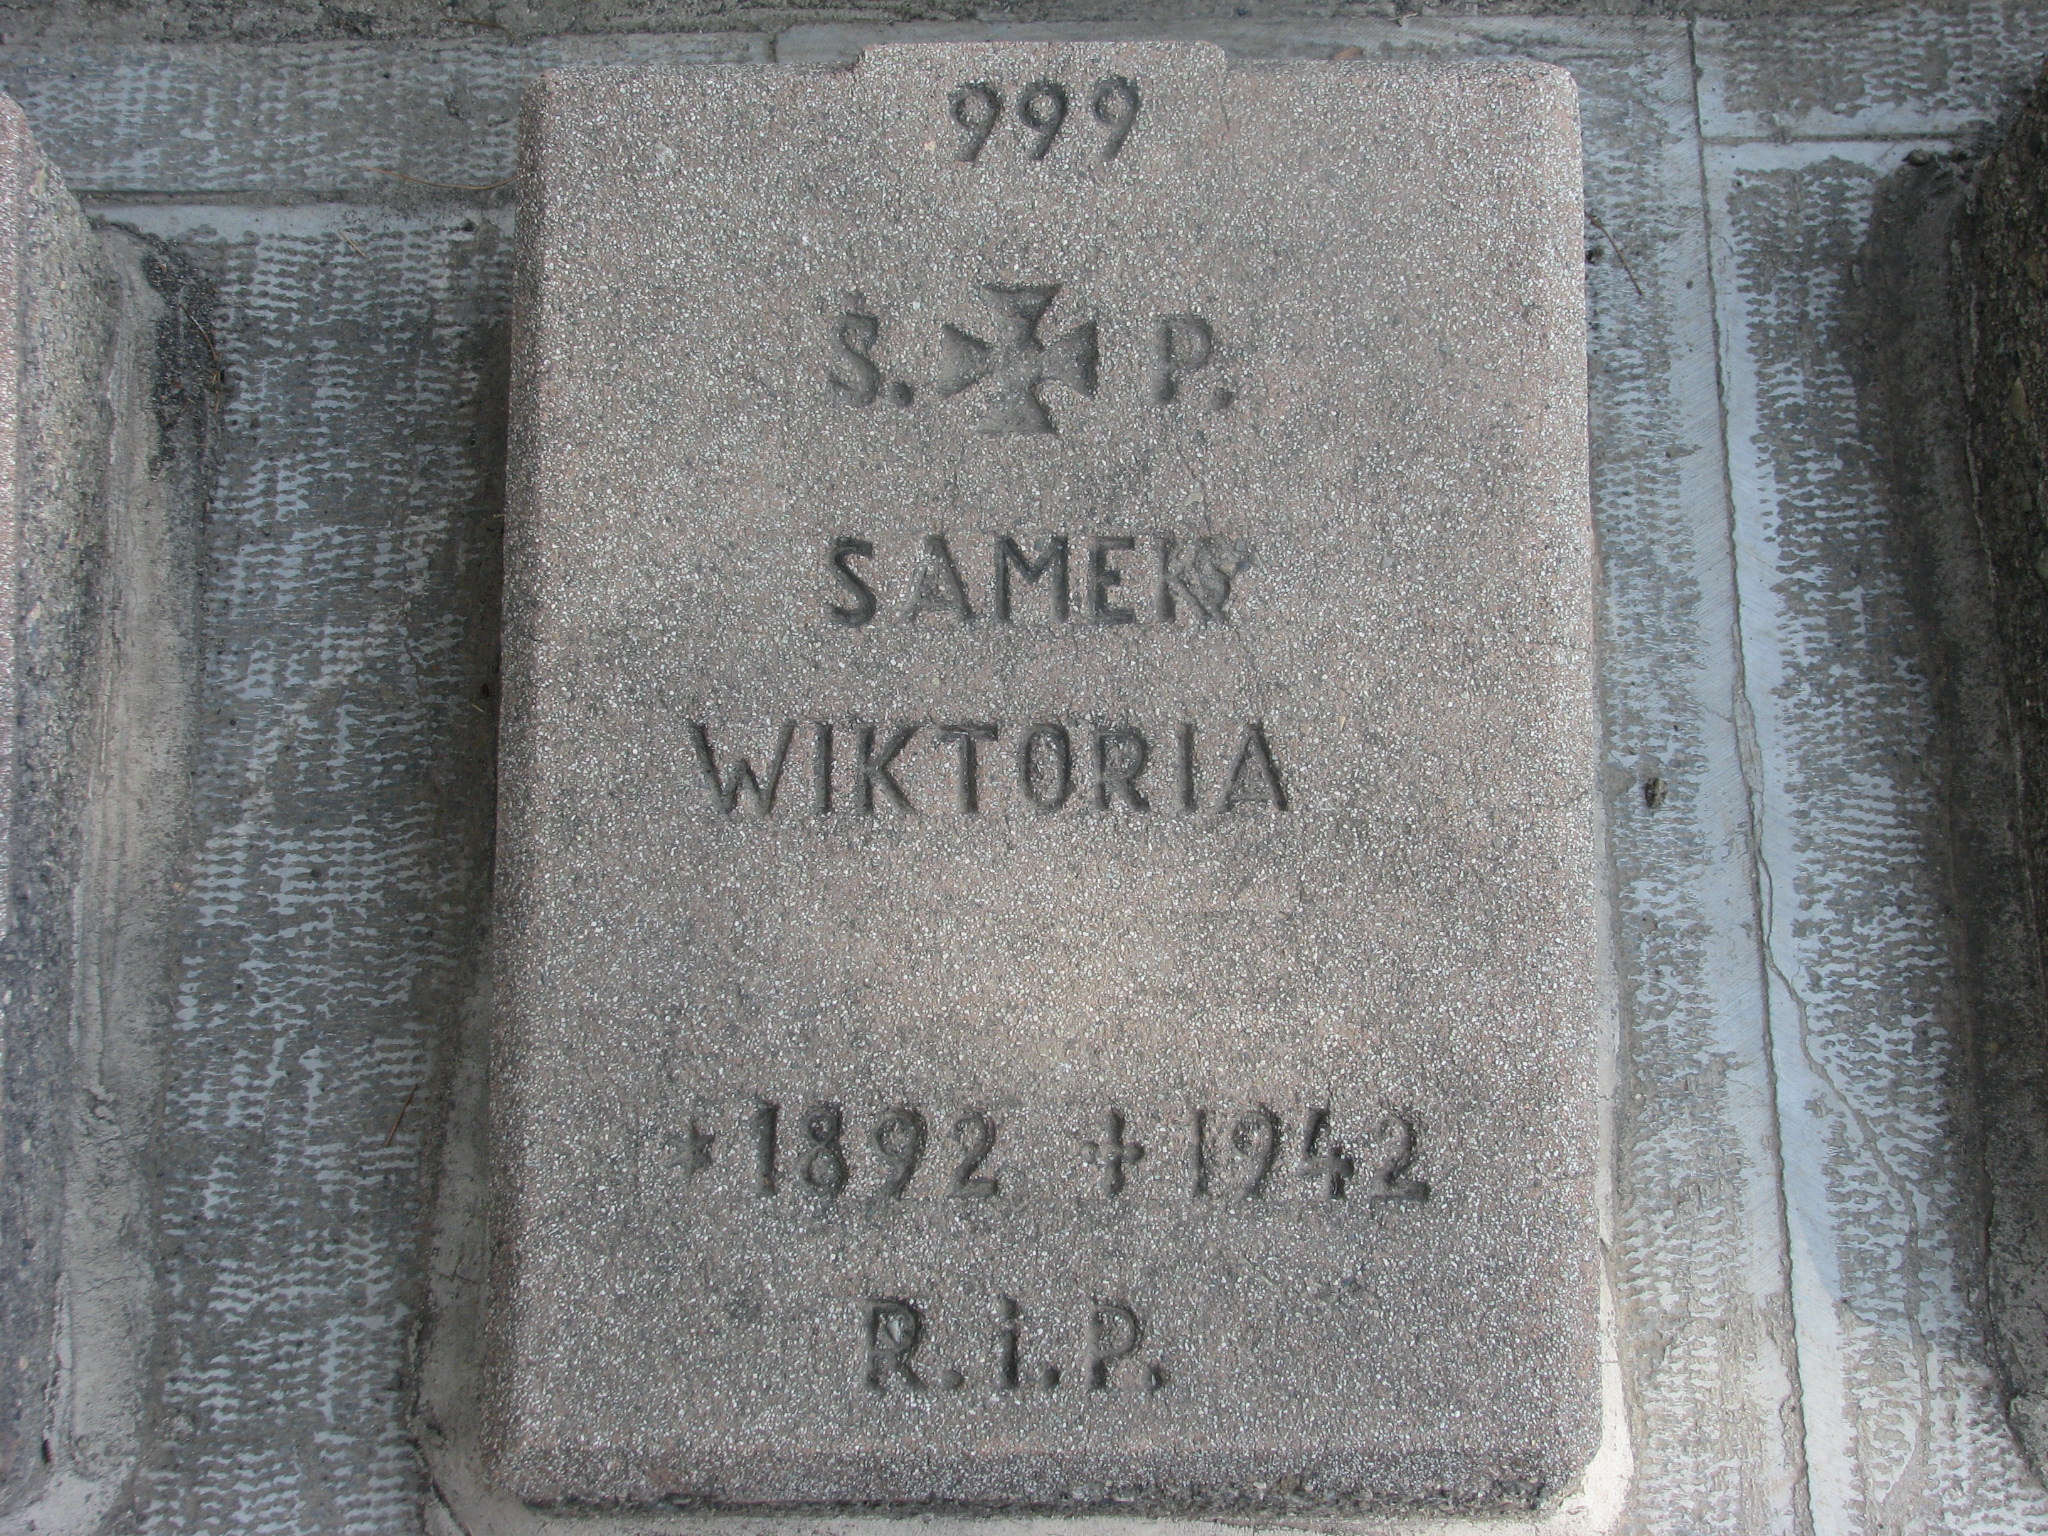 999
Ś. P.
SAMEK
WIKTORIA
* 1892 + 1942
R.i.P.